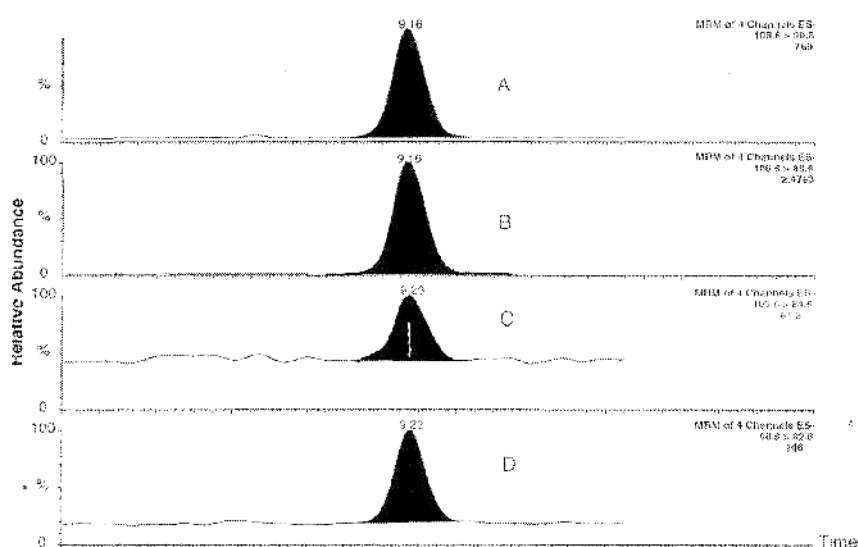 9.16
MRM of 4 Channels ES-
769
%
A
0
100
9.16
MRM of 4 Channels ES-
%
B
0
100
MRM of 4 Channels ES-
%
C
0
100
9.23
MRM of 4 Channels ES-
%
D
0
Time
Relative Abundance